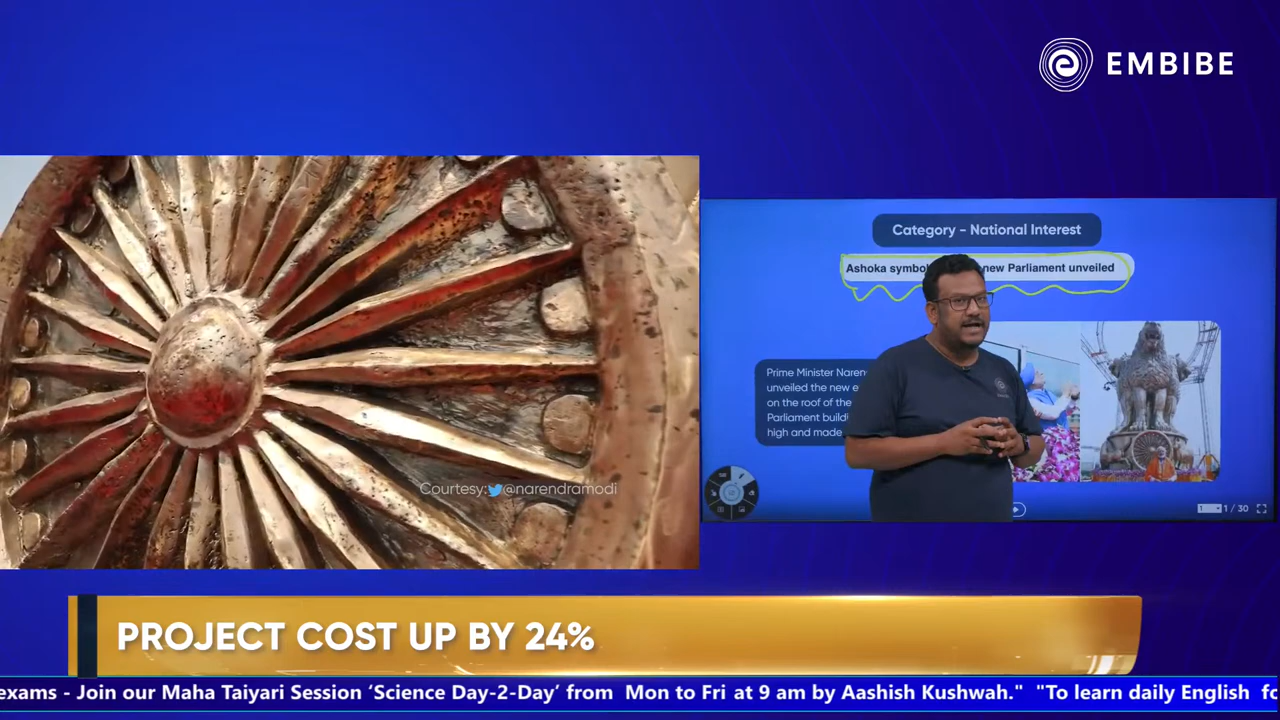 EMBIBE
Category - National Interest
Ashoka symbol new Parliament unveiled
Prime Minister Naren
unveiled the new e
on the roof of the
Parliament buildi
high and made
Courtesy: @narendramodi
1 1 / 30
PROJECT COST UP BY 24%
exams - Join our Maha Taiyari Session ‘Science Day-2-Day’ from Mon to Fri at 9 am by Aashish Kushwah." "To learn daily English fo